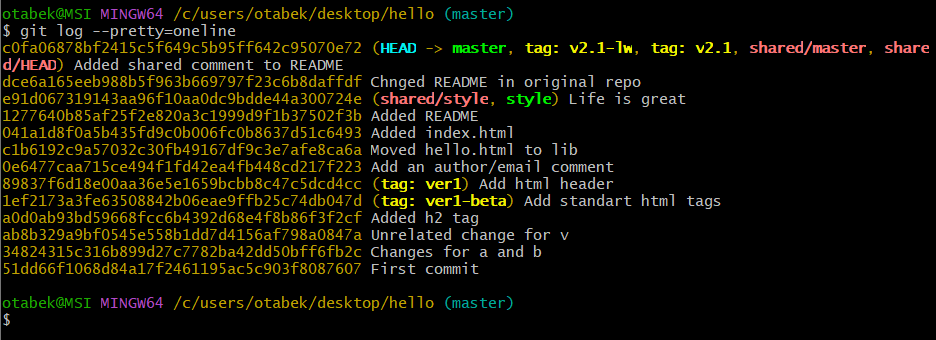 otabek@MSI MINGW64 /c/users/otabek/desktop/hello (master)
$ git log --pretty=oneline
c0fa06878bf2415c5f649c5b95ff642c95070e72 (HEAD -> master, tag: v2.1-lw, tag: v2.1, shared/master, share
d/HEAD) Added shared comment to README
dce6a165eeb988b5f963b669797f23c6b8daffdf Chnged README in original repo
e91d067319143aa96f10aa0dc9bdde44a300724e (shared/style, style) Life is great
1277640b85af25f2e820a3c1999d9f1b37502f3b Added README
041a1d8f0a5b435fd9c0b006fc0b8637d51c6493 Added index.html
c1b6192c9a57032c30fb49167df9c3e7afe8ca6a Moved hello.html to lib
0e6477caa715ce494f1fd42ea4fb448cd217f223 Add an author/email comment
89837f6d18e00aa36e5e1659bcbb8c47c5dcd4cc (tag: ver1) Add html header
1ef2173a3fe63508842b06eae9ffb25c74db047d (tag: ver1-beta) Add standart html tags
a0d0ab93bd59668fcc6b4392d68e4f8b86f3f2cf Added h2 tag
ab8b329a9bf0545e558b1dd7d4156af798a0847a Unrelated change for v
34824315c316b899d27c7782ba42dd50bff6fb2c Changes for a and b
51dd66f1068d84a17f2461195ac5c903f8087607 First commit
otabek@MSI MINGW64 /c/users/otabek/desktop/hello (master)
$